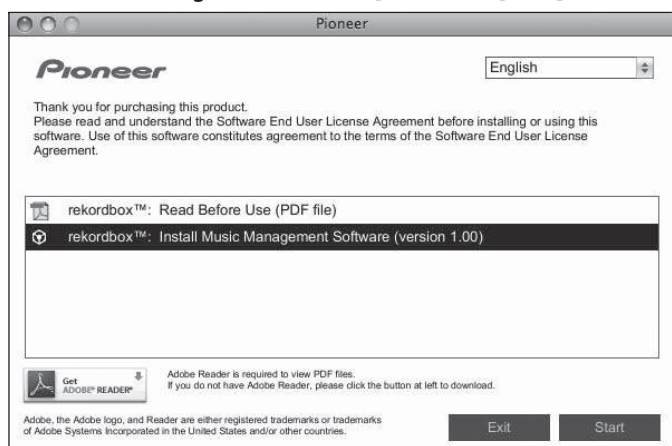 Pioneer
Pioneer
English
Thank you for purchasing this product.
Please read and understand the Software End User License Agreement before installing or using this
software. Use of this software constitutes agreement to the terms of the Software End User License
Agreement.
rekordbox™: Read Before Use (PDF file)
rekordbox™: Install Music Management Software (version 1.00)
Get
ADOBE® READER®
Adobe Reader is required to view PDF files.
If you do not have Adobe Reader, please click the button at left to download.
Adobe, the Adobe logo, and Reader are either registered trademarks or trademarks
of Adobe Systems Incorporated in the United States and/or other countries.
Exit
Start